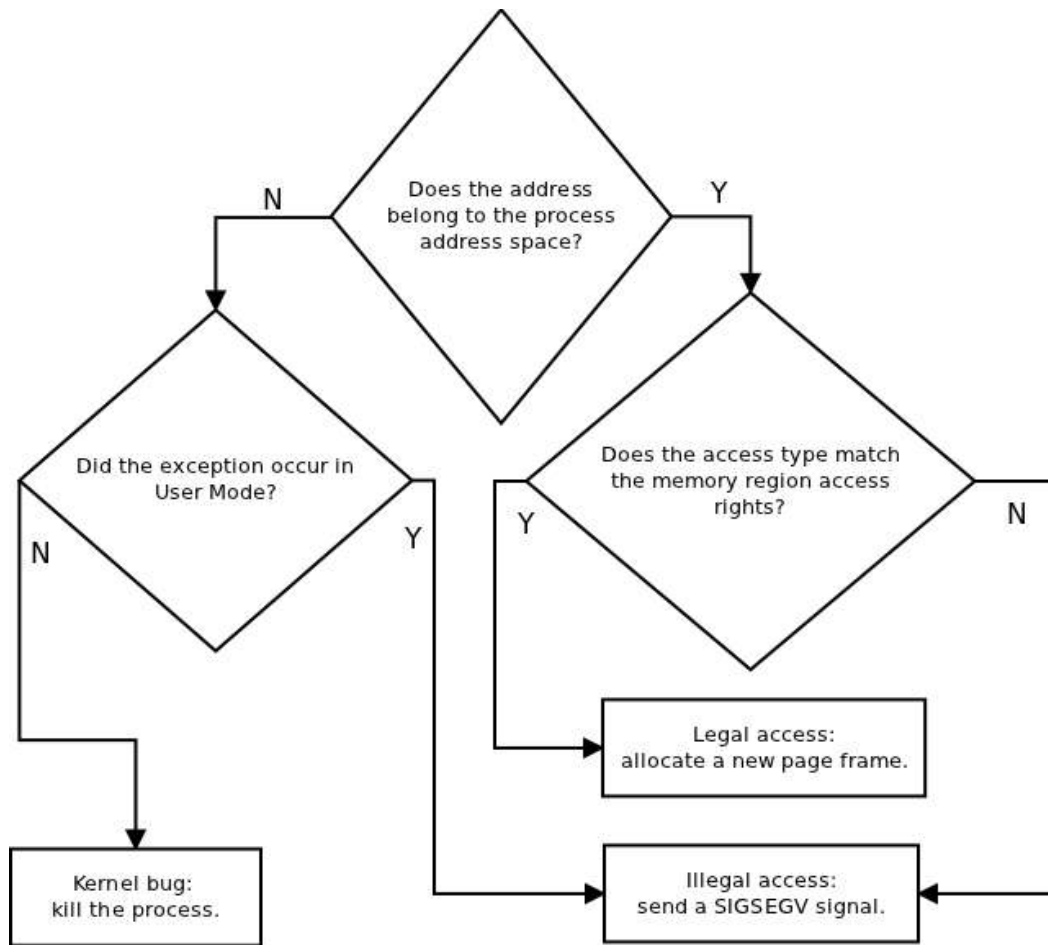 N
Does the address
belong to the process
address space?
Y
Did the exception occur in
User Mode?
Does the access type match
the memory region access
rights?
N
Y
Y
N
Legal access:
allocate a new page frame.
Kernel bug:
kill the process.
Illegal access:
send a SIGSEGV signal.